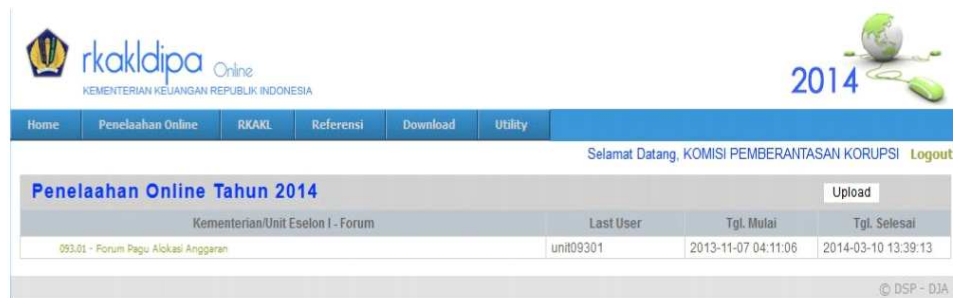 rkakldipa Online
KEMENTERIAN KEUANGAN REPUBLIK INDONESIA
2014
Home Penelaahan Online RKAKL Referensi Download Utility
Selamat Datang, KOMISI PEMBERANTASAN KORUPSI Logout
Penelaahan Online Tahun 2014 Upload
Kementerian/Unit Eselon I - Forum Last User Tgl. Mulai Tgl. Selesai
093.01 - Forum Pagu Alokasi Anggaran unit09301 2013-11-07 04:11:06 2014-03-10 13:39:13
© DSP - DJA